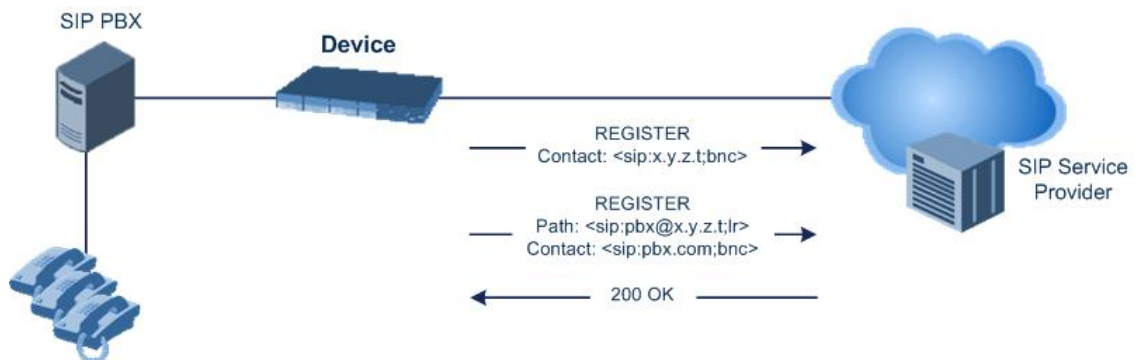 SIP PBX
Device
REGISTER
Contact: <sip:x.y.z.t;bnc>
REGISTER
Path: <sip:pbx@x.y.z.t;lr>
Contact: <sip:pbx.com;bnc>
200 OK
SIP Service
Provider